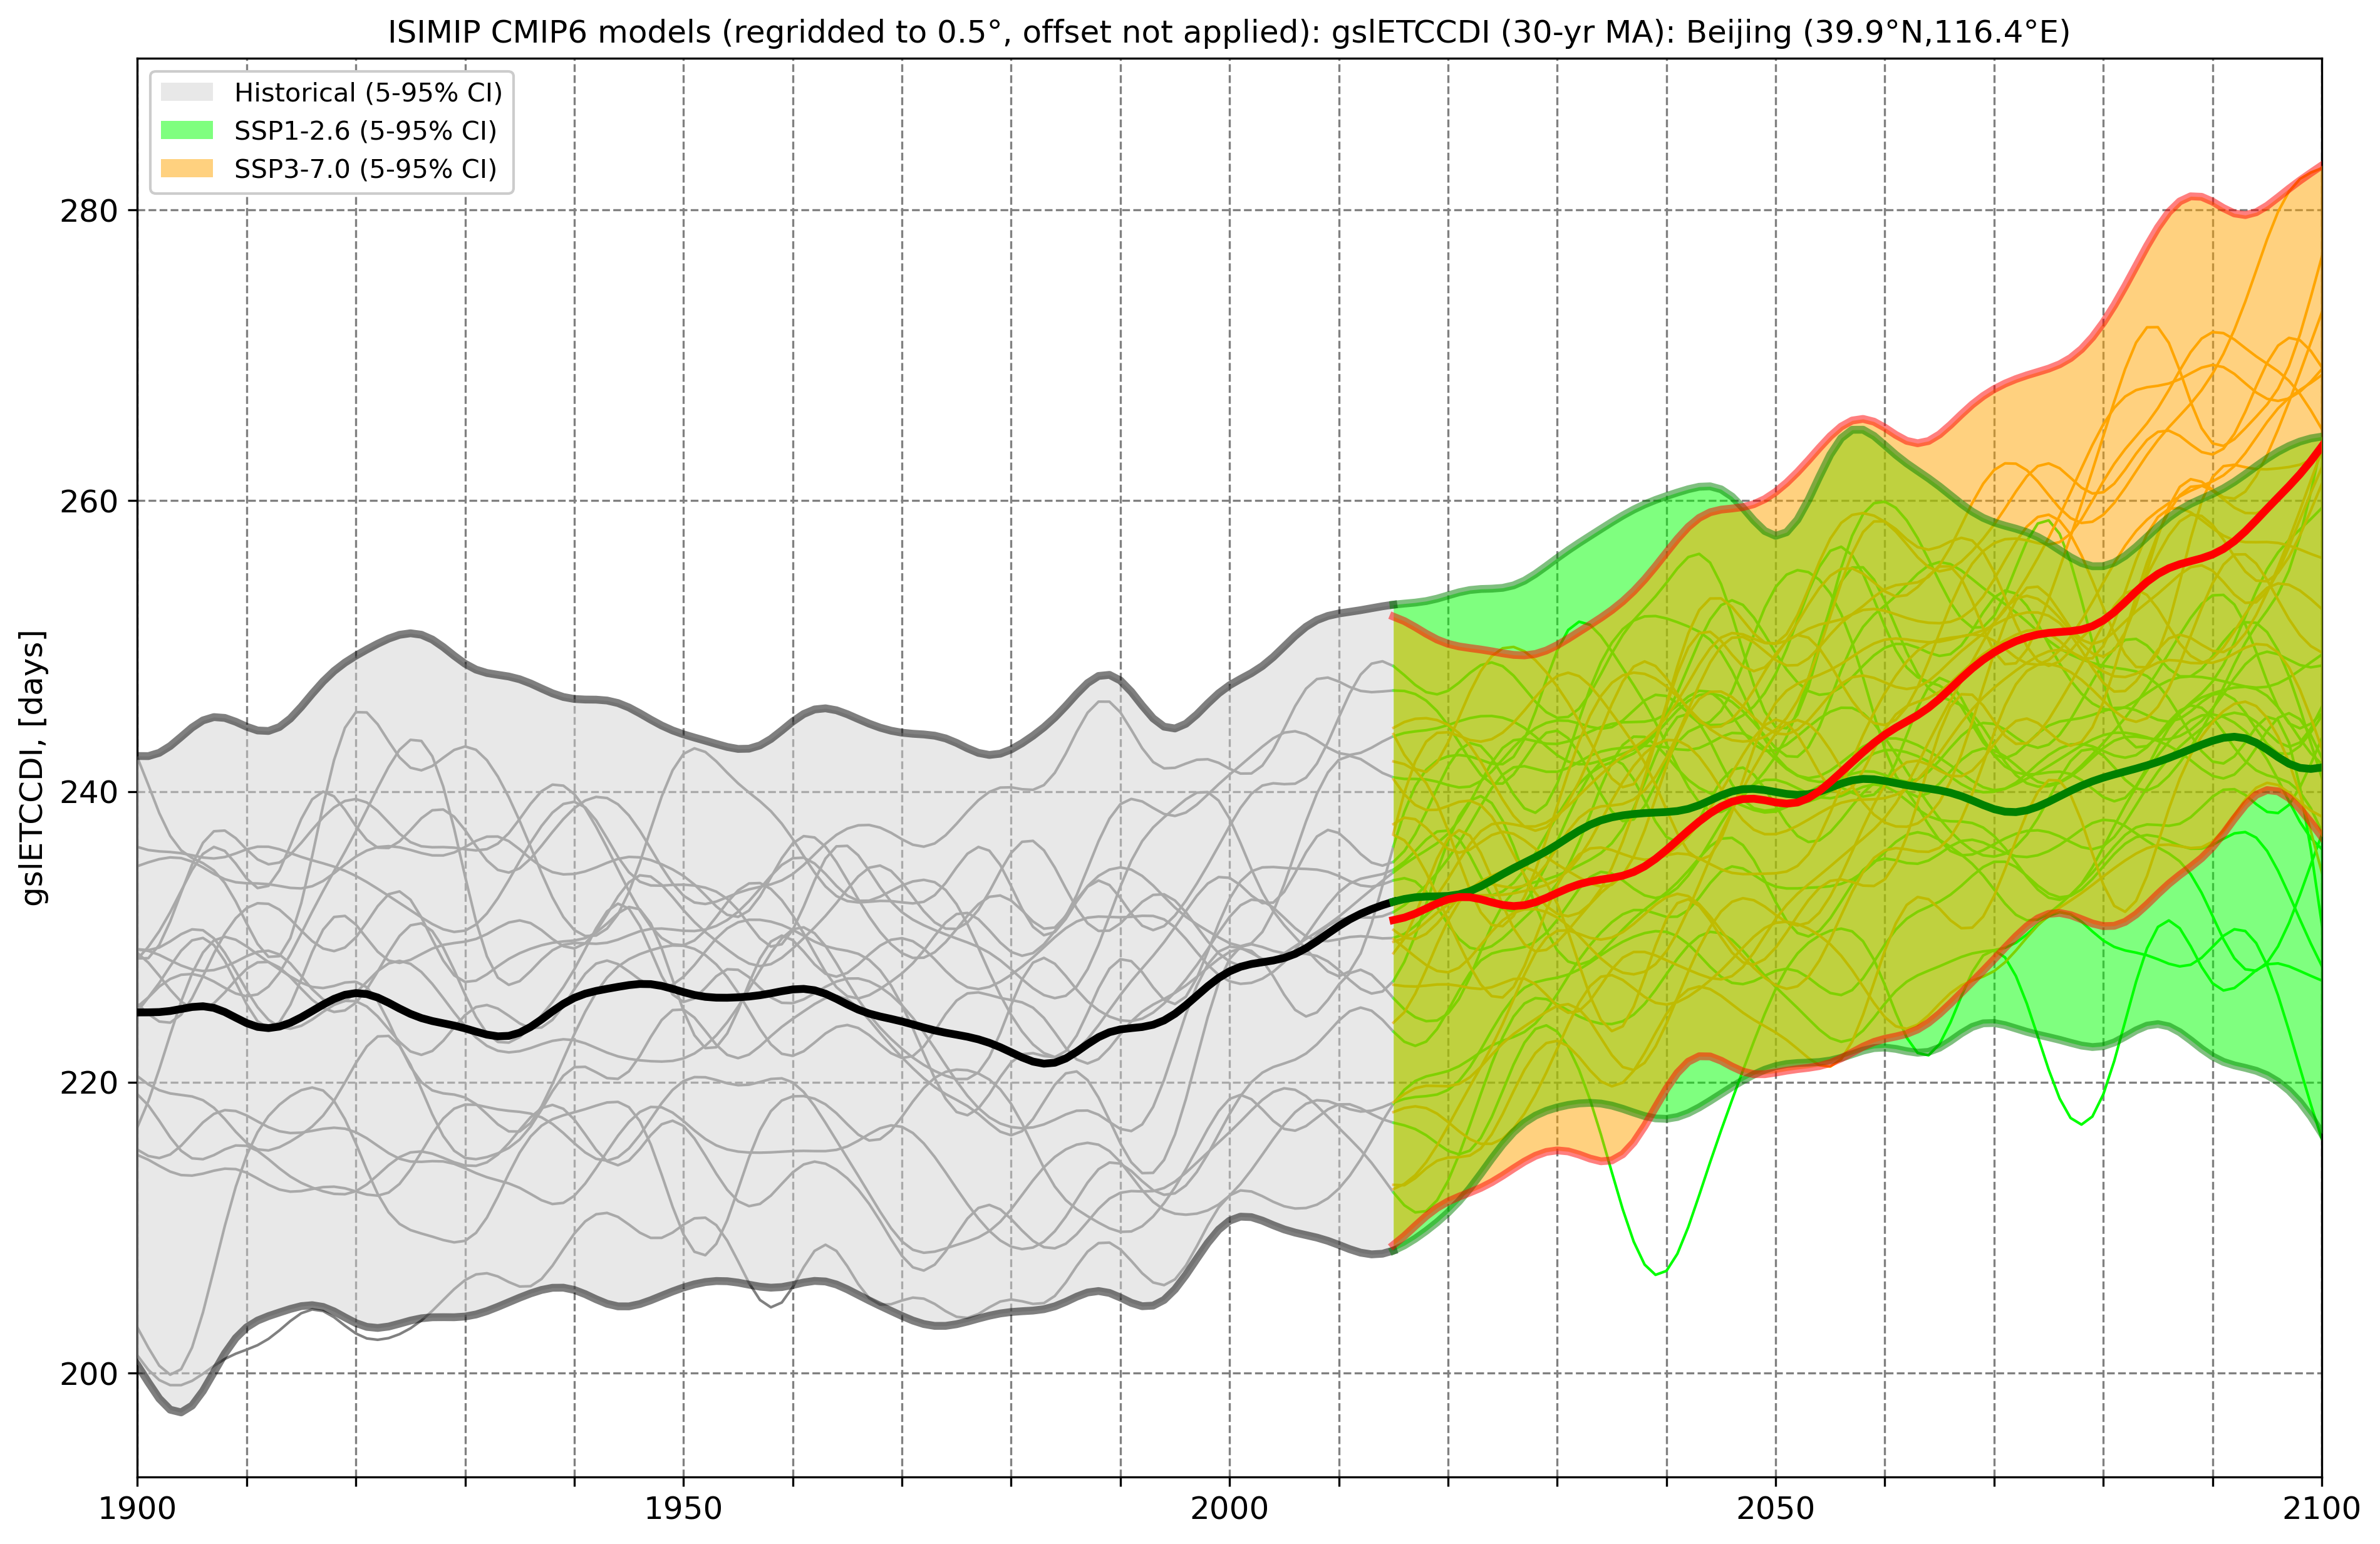 ISIMIP CMIP6 models (regridded to 0.5°, offset not applied): gslETCCDI (30-yr MA): Beijing (39.9°N,116.4°E)
Historical (5-95% CI)
SSP1-2.6 (5-95% CI)
SSP3-7.0 (5-95% CI)
gslETCCDI, [days]
280
260
240
220
200
1900
1950
2000
2050
2100